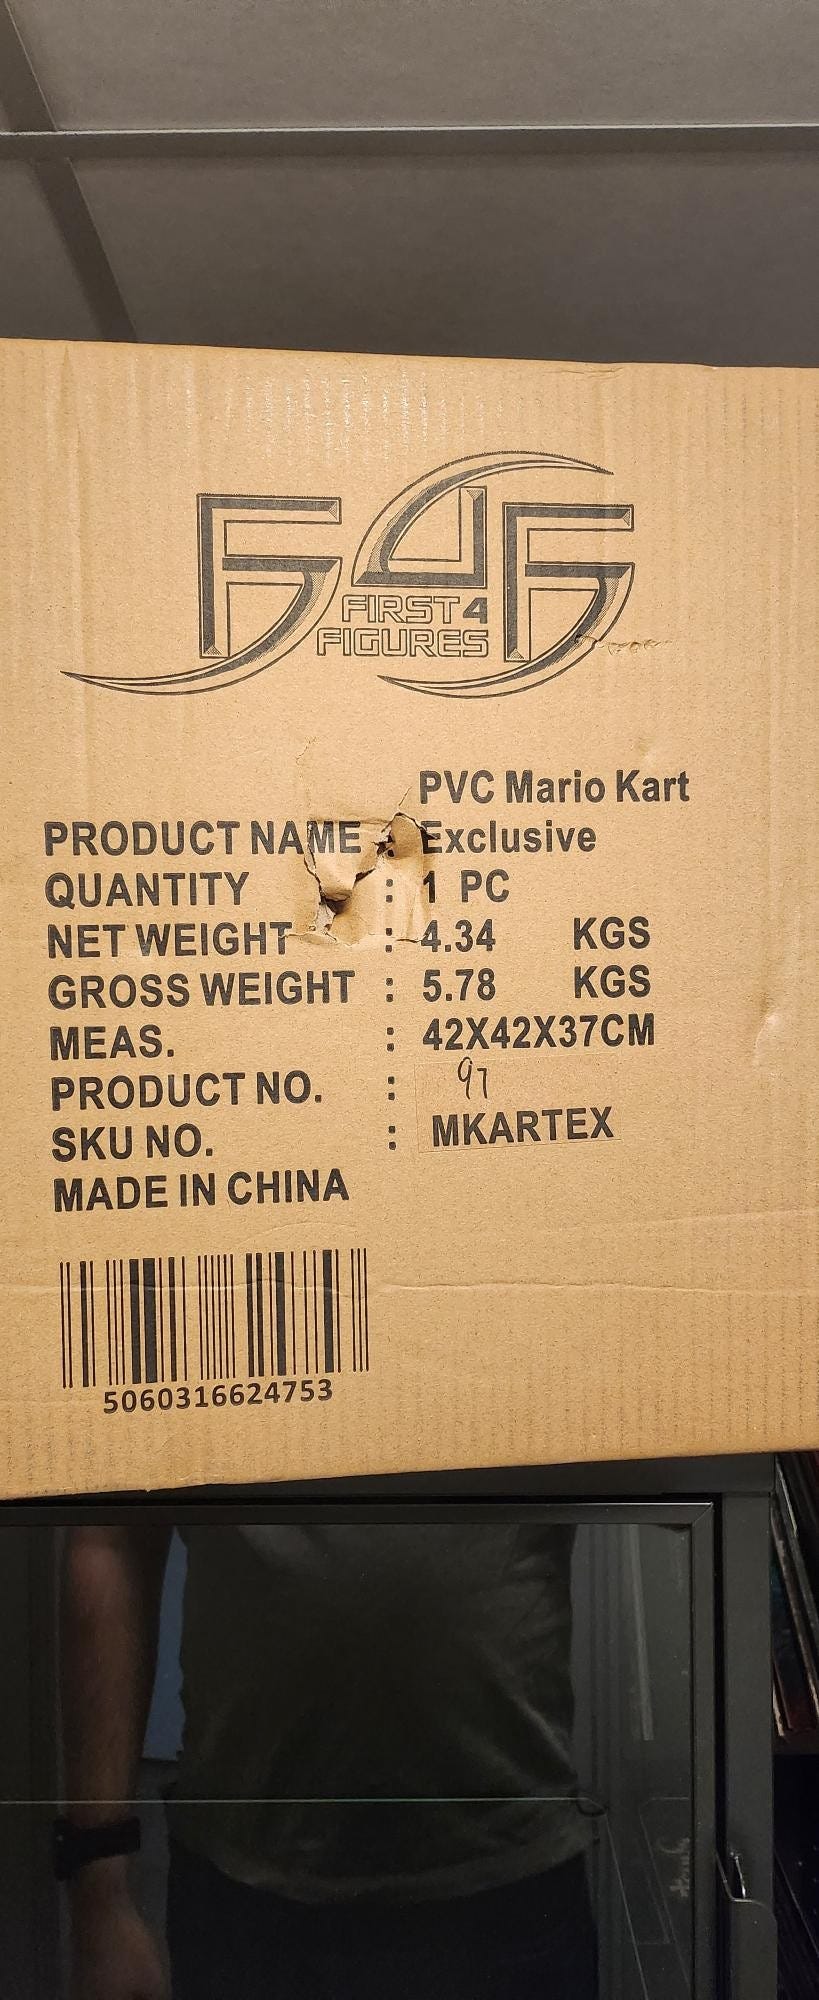 F4F
FIRST 4
FIGURES
PVC Mario Kart
PRODUCT NAME : Exclusive
QUANTITY : 1 PC
NET WEIGHT : 4.34 KGS
GROSS WEIGHT : 5.78 KGS
MEAS. : 42X42X37CM
PRODUCT NO. : 97
SKU NO. : MKARTEX
MADE IN CHINA
5060316624753